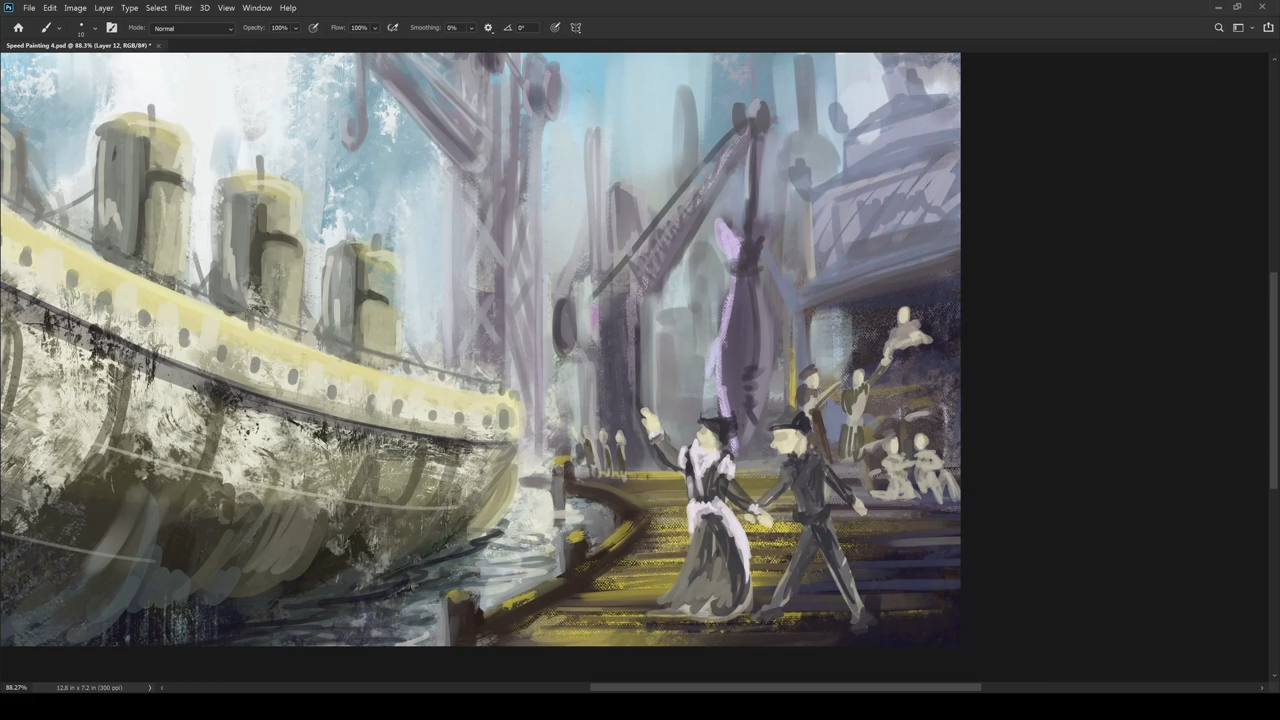 Ps File Edit Image Layer Type Select Filter 3D View Window Help
10 Mode: Normal Opacity: 100% Flow: 100% Smoothing: 0% 0°
Speed Painting 4.psd @ 88.3% (Layer 12, RGB/8#) *
88.27% 12.8 in x 7.2 in (300 ppi)